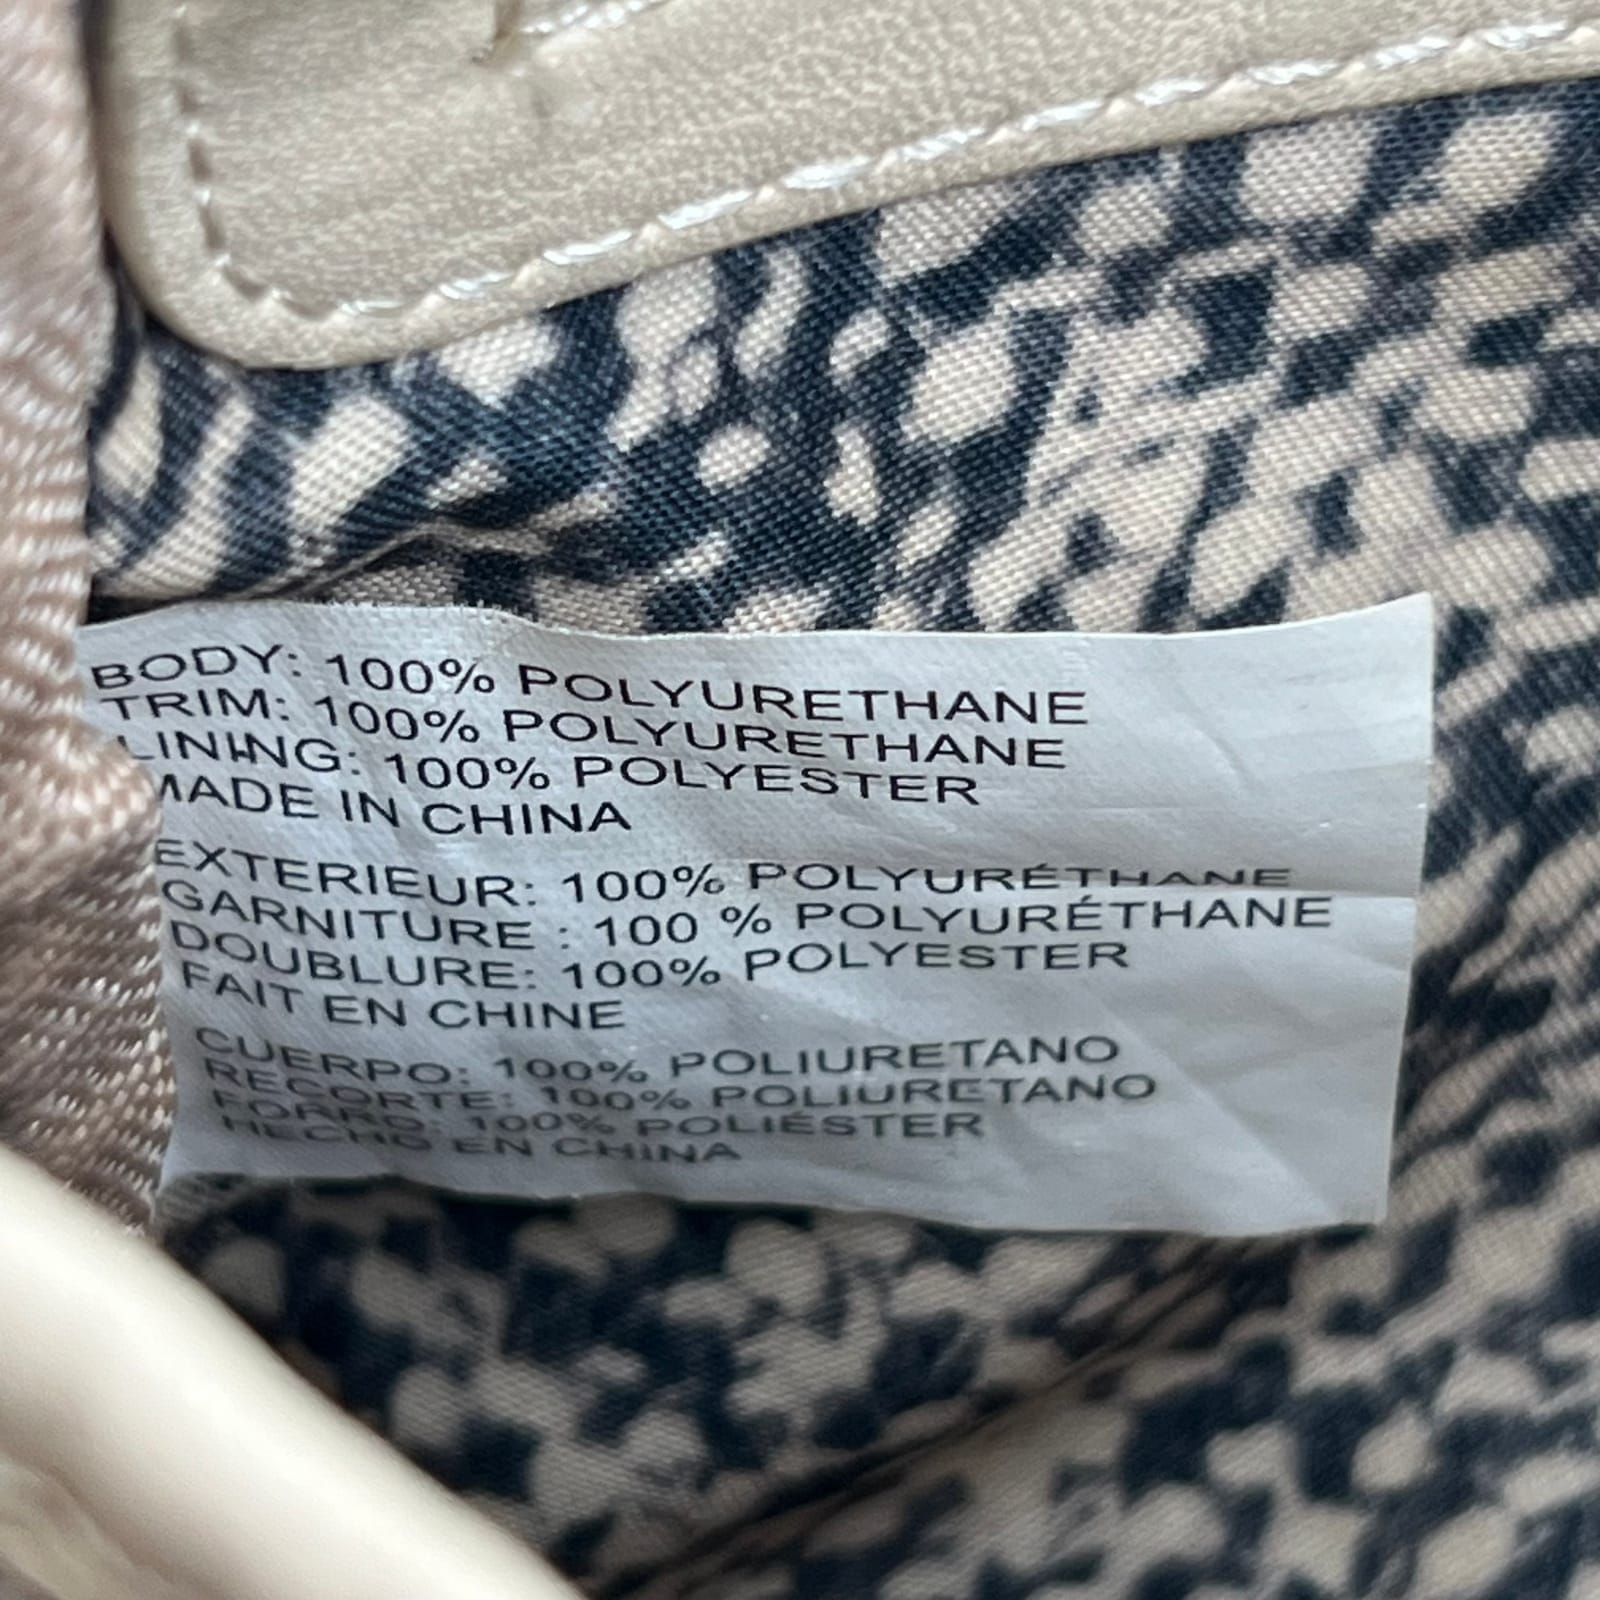 BODY: 100% POLYURETHANE
TRIM: 100% POLYURETHANE
LINING: 100% POLYESTER
MADE IN CHINA
EXTERIEUR: 100% POLYURÉTHANE
GARNITURE : 100 % POLYURÉTHANE
DOUBLURE: 100% POLYESTER
FAIT EN CHINE
CUERPO: 100% POLIURETANO
RECORTE: 100% POLIURETANO
FORRO: 100% POLIÉSTER
HECHO EN CHINA